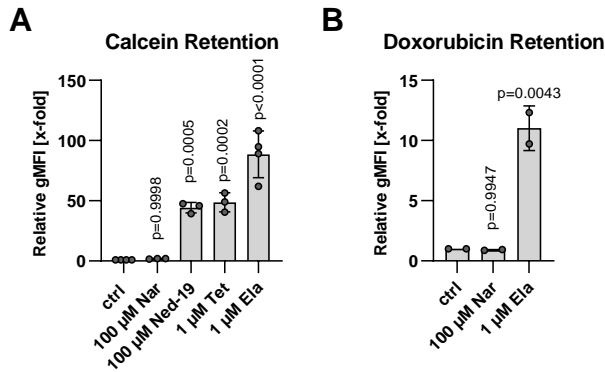 A
Calcein Retention
Relative gMFI [x-fold]
150
100
50
0
p=0.9998
p=0.0005
p=0.0002
p<0.0001
ctrl
100 µM Nar
100 µM Ned-19
1 µM Tet
1 µM Ela
B
Doxorubicin Retention
Relative gMFI [x-fold]
15
10
5
0
p=0.9947
p=0.0043
ctrl
100 µM Nar
1 µM Ela